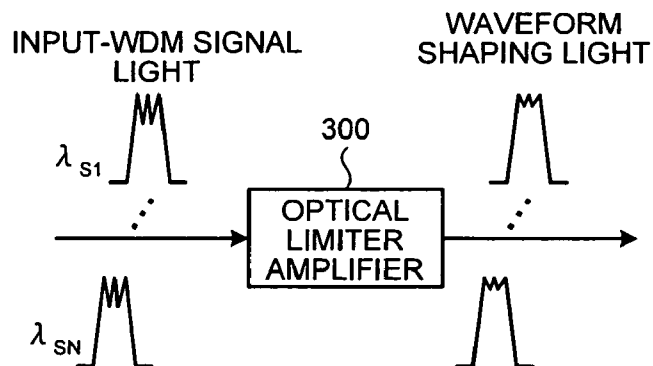 INPUT-WDM SIGNAL
LIGHT
WAVEFORM
SHAPING LIGHT
300
λS1
OPTICAL
LIMITER
AMPLIFIER
λSN